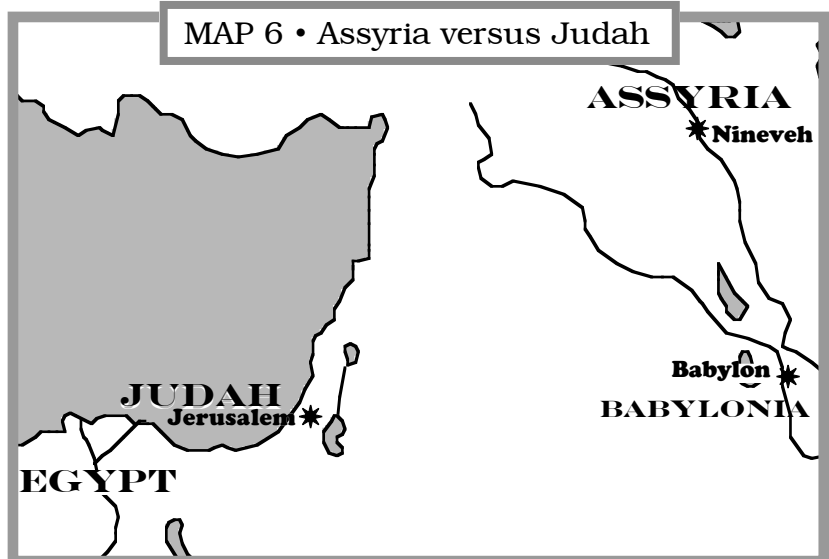 MAP 6 • Assyria versus Judah
ASSYRIA
Nineveh
Babylon
JUDAH
BABYLONIA
Jerusalem
EGYPT